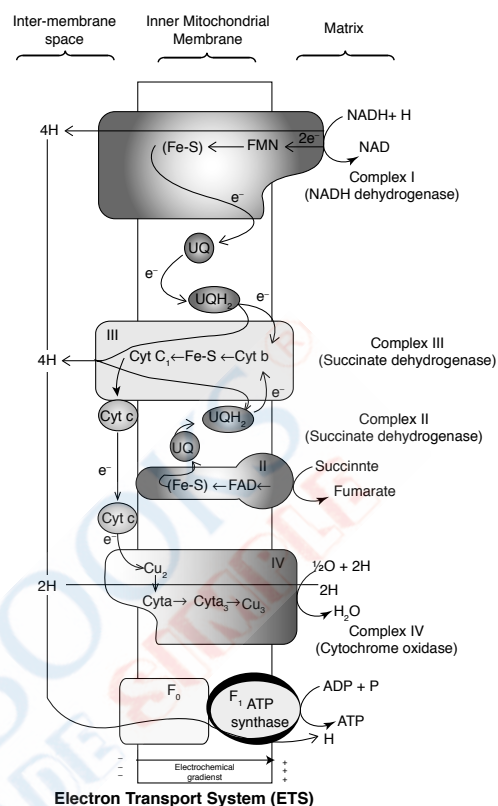 Inter-membrane
space
Inner Mitochondrial
Membrane
Matrix
4H
(Fe-S)
FMN
2e⁻
NADH+ H
NAD
Complex I
(NADH dehydrogenase)
e⁻
UQ
e⁻
UQH₂
e⁻
III
4H
Cyt C₁←Fe-S ←Cyt b
Complex III
(Succinate dehydrogenase)
e⁻
Cyt c
UQH₂
Complex II
(Succinate dehydrogenase)
UQ
e⁻
II
(Fe-S) ← FAD←
Succinnte
Fumarate
Cyt c
e⁻
Cu₂
IV
½O + 2H
2H
2H
Cyta→ Cyta₃→Cu₃
H₂O
Complex IV
(Cytochrome oxidase)
F₀
F₁ ATP
synthase
ADP + P
ATP
H
– – –
Electrochemical
gradienst
+ + +
Electron Transport System (ETS)